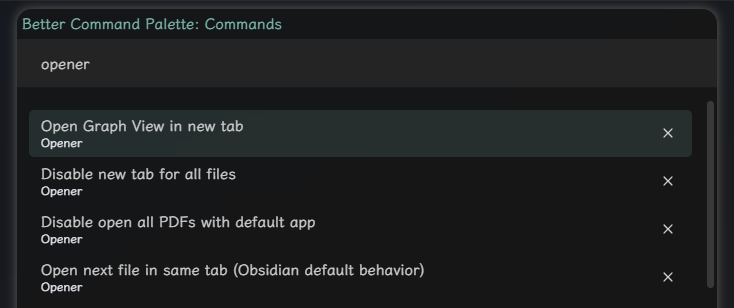 Better Command Palette: Commands
opener
Open Graph View in new tab
Opener
Disable new tab for all files
Opener
Disable open all PDFs with default app
Opener
Open next file in same tab (Obsidian default behavior)
Opener